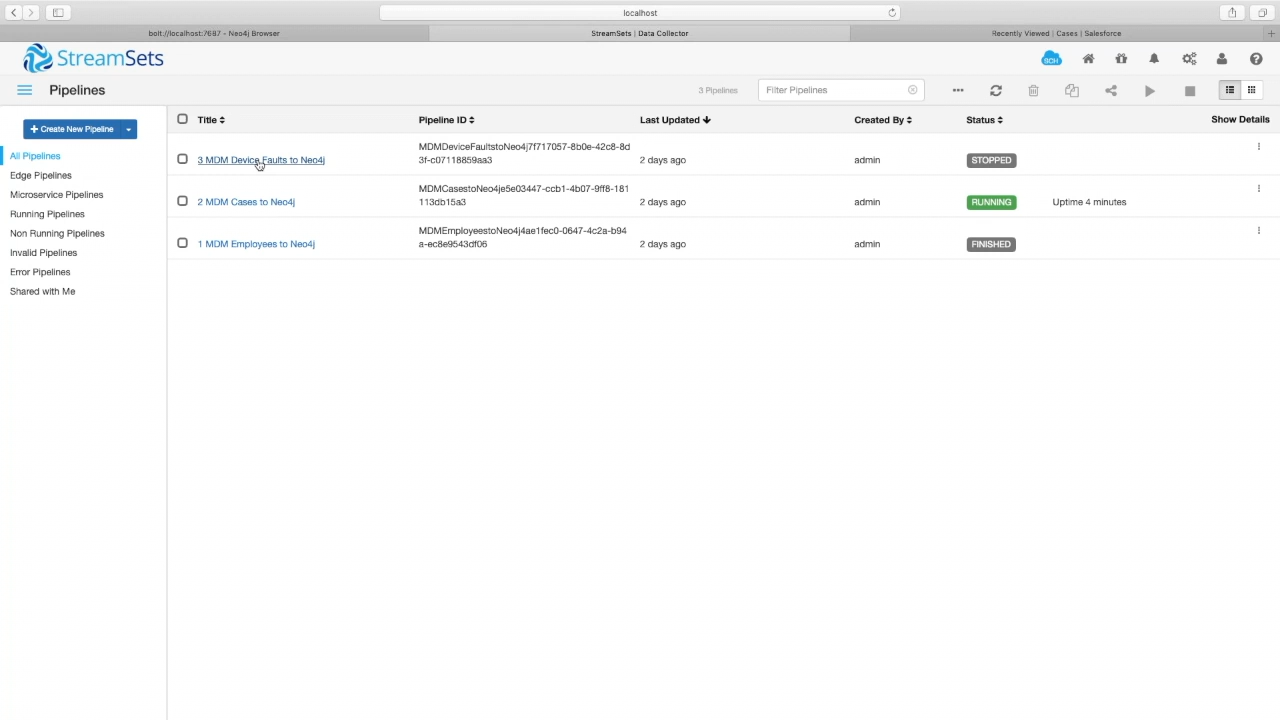 localhost
bolt://localhost:7687 - Neo4j Browser
StreamSets | Data Collector
Recently Viewed | Cases | Salesforce
StreamSets
SCH
Pipelines
3 Pipelines
Filter Pipelines
Create New Pipeline
All Pipelines
Edge Pipelines
Microservice Pipelines
Running Pipelines
Non Running Pipelines
Invalid Pipelines
Error Pipelines
Shared with Me
Title
Pipeline ID
Last Updated
Created By
Status
Show Details
3 MDM Device Faults to Neo4j
MDMDeviceFaultstoNeo4j7f717057-8b0e-42c8-8d
3f-c07118859aa3
2 days ago
admin
STOPPED
2 MDM Cases to Neo4j
MDMCasestoNeo4je5e03447-ccb1-4b07-9ff8-181
113db15a3
2 days ago
admin
RUNNING
Uptime 4 minutes
1 MDM Employees to Neo4j
MDMEmployeestoNeo4j4ae1fec0-0647-4c2a-b94
a-ec8e9543df06
2 days ago
admin
FINISHED